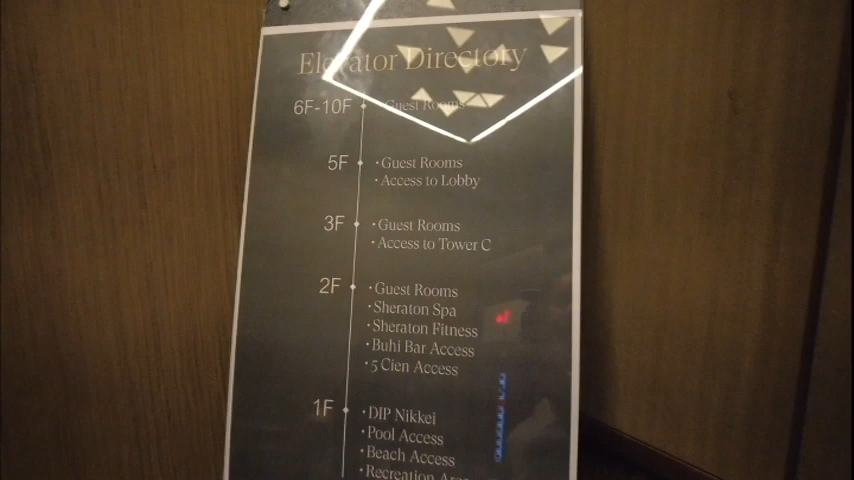 Elevator Directory
6F-10F • Guest Rooms
5F • Guest Rooms
• Access to Lobby
3F • Guest Rooms
• Access to Tower C
2F • Guest Rooms
• Sheraton Spa
• Sheraton Fitness
• Buhi Bar Access
• 5 Cien Access
1F • DIP Nikkei
• Pool Access
• Beach Access
• Recreation